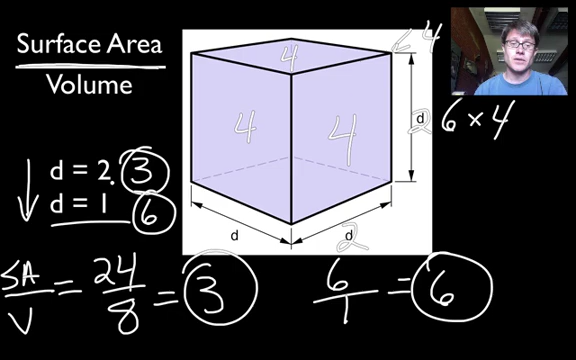 Surface Area
Volume
4
4
4
4
d
2
6 × 4
d = 2. 3
d = 1 6
d
d
2
SA/V = 24/8 = 3
6/1 = 6